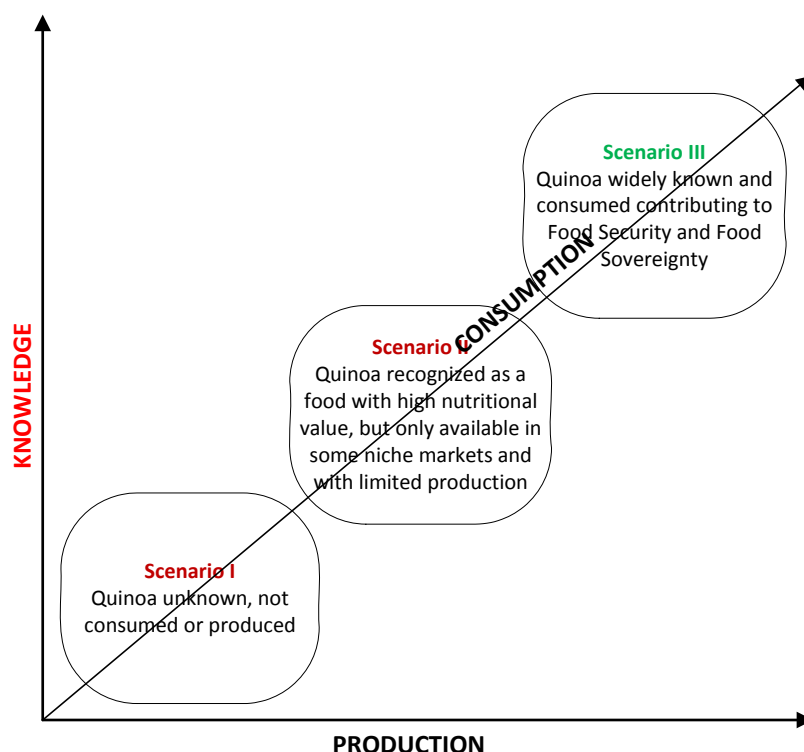 Scenario III
Quinoa widely known and
consumed contributing to
Food Security and Food
Sovereignty
CONSUMPTION
Scenario II
Quinoa recognized as a
food with high nutritional
value, but only available in
some niche markets and
with limited production
KNOWLEDGE
Scenario I
Quinoa unknown, not
consumed or produced
PRODUCTION